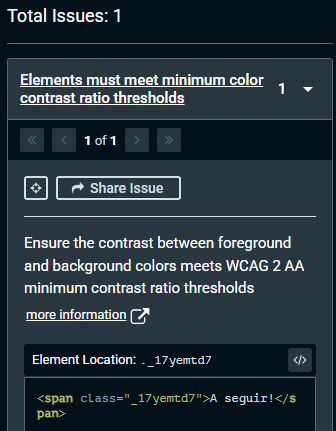 Total Issues: 1
Elements must meet minimum color
contrast ratio thresholds
1
1 of 1
Share Issue
Ensure the contrast between foreground
and background colors meets WCAG 2 AA
minimum contrast ratio thresholds
more information
Element Location: ._17yemtd7
</>
<span class="_17yemtd7">A seguir!</s
pan>